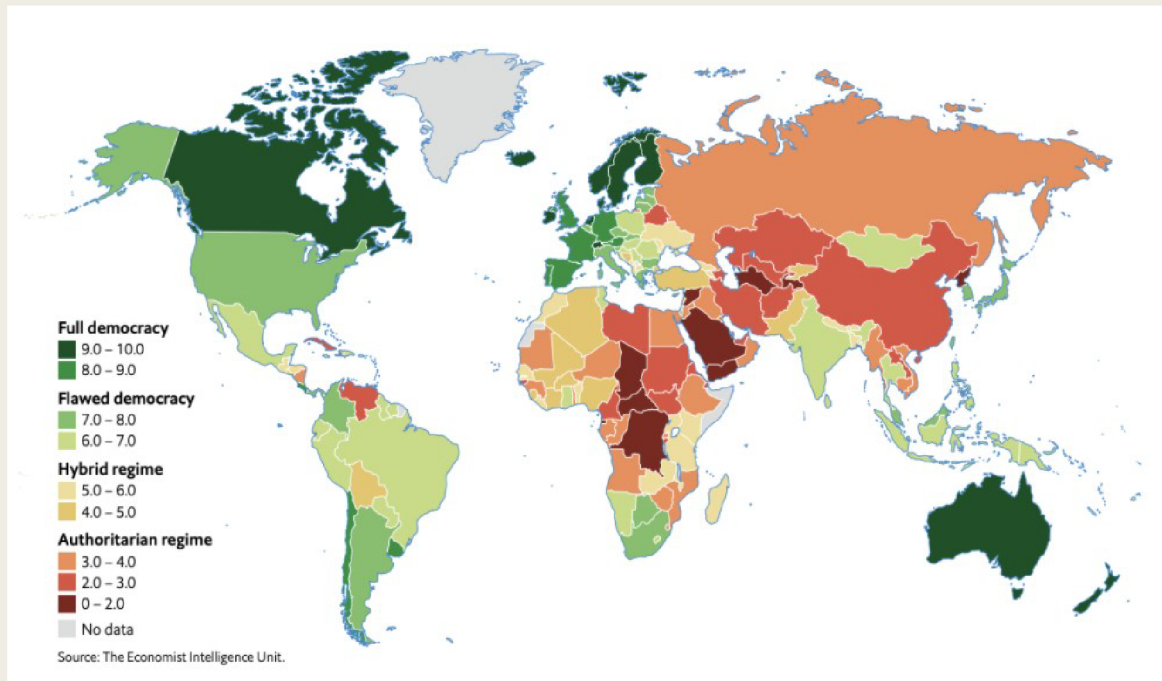 Full democracy
9.0 – 10.0
8.0 – 9.0
Flawed democracy
7.0 – 8.0
6.0 – 7.0
Hybrid regime
5.0 – 6.0
4.0 – 5.0
Authoritarian regime
3.0 – 4.0
2.0 – 3.0
0 – 2.0
No data
Source: The Economist Intelligence Unit.